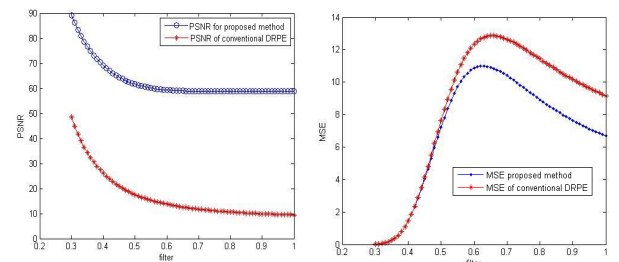 PSNR for proposed method
PSNR of conventional DRPE
PSNR
90
80
70
60
50
40
30
20
10
0
0.2 0.3 0.4 0.5 0.6 0.7 0.8 0.9 1
filter
MSE
14
12
10
8
6
4
2
0
MSE proposed method
MSE of conventional DRPE
0.2 0.3 0.4 0.5 0.6 0.7 0.8 0.9 1